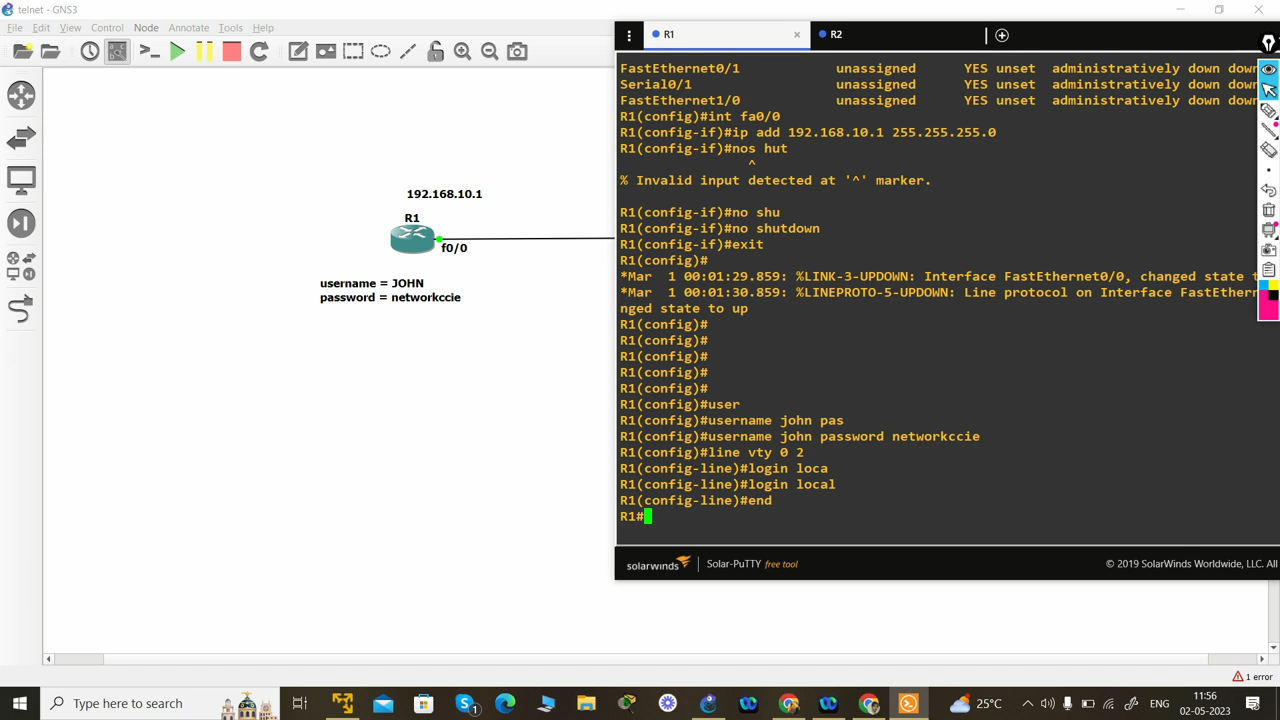 telnet - GNS3
File Edit View Control Node Annotate Tools Help
192.168.10.1
R1
f0/0
username = JOHN
password = networkccie
R1 × R2
FastEthernet0/1 unassigned YES unset administratively down down
Serial0/1 unassigned YES unset administratively down down
FastEthernet1/0 unassigned YES unset administratively down down
R1(config)#int fa0/0
R1(config-if)#ip add 192.168.10.1 255.255.255.0
R1(config-if)#nos hut
^
% Invalid input detected at '^' marker.
R1(config-if)#no shu
R1(config-if)#no shutdown
R1(config-if)#exit
R1(config)#
*Mar 1 00:01:29.859: %LINK-3-UPDOWN: Interface FastEthernet0/0, changed state t
*Mar 1 00:01:30.859: %LINEPROTO-5-UPDOWN: Line protocol on Interface FastEther
nged state to up
R1(config)#
R1(config)#
R1(config)#
R1(config)#
R1(config)#
R1(config)#user
R1(config)#username john pas
R1(config)#username john password networkccie
R1(config)#line vty 0 2
R1(config-line)#login loca
R1(config-line)#login local
R1(config-line)#end
R1#
solarwinds Solar-PuTTY free tool © 2019 SolarWinds Worldwide, LLC. All
1 error
Type here to search
1
25°C
ENG
11:56
02-05-2023